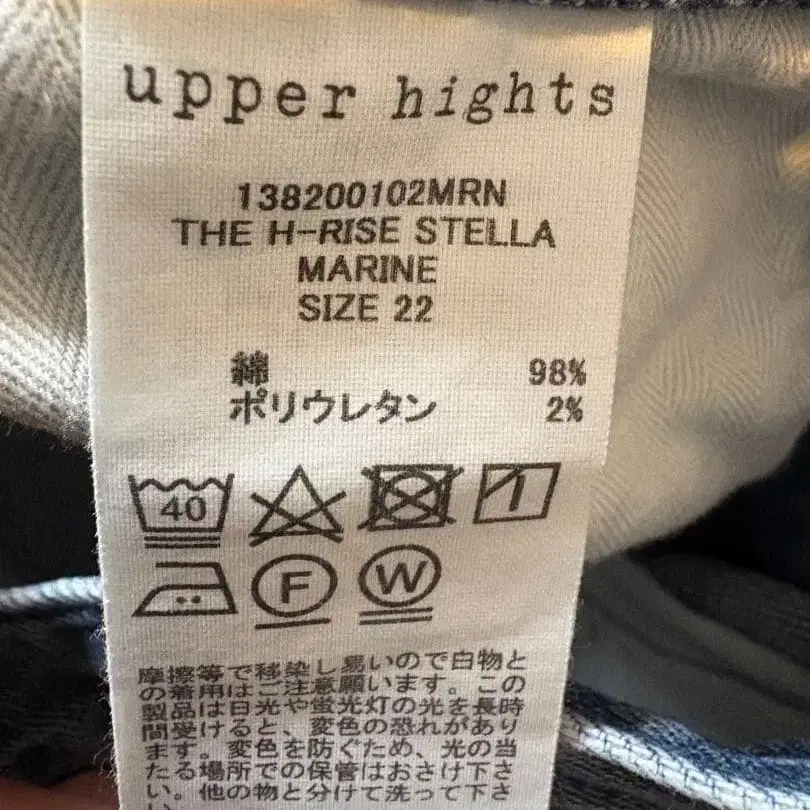 upper hights
138200102MRN
THE H-RISE STELLA
MARINE
SIZE 22
綿 98%
ポリウレタン 2%
40
F W
摩擦等で移染し易いので白物と
の着用はご注意願います。この
製品は日光や蛍光灯の光を長時
間受けると、変色の恐れがあり
ます。変色を防ぐため、光の当
たる場所での保管はおさけ下さ
い。他の物と分けて洗って下さ
い。